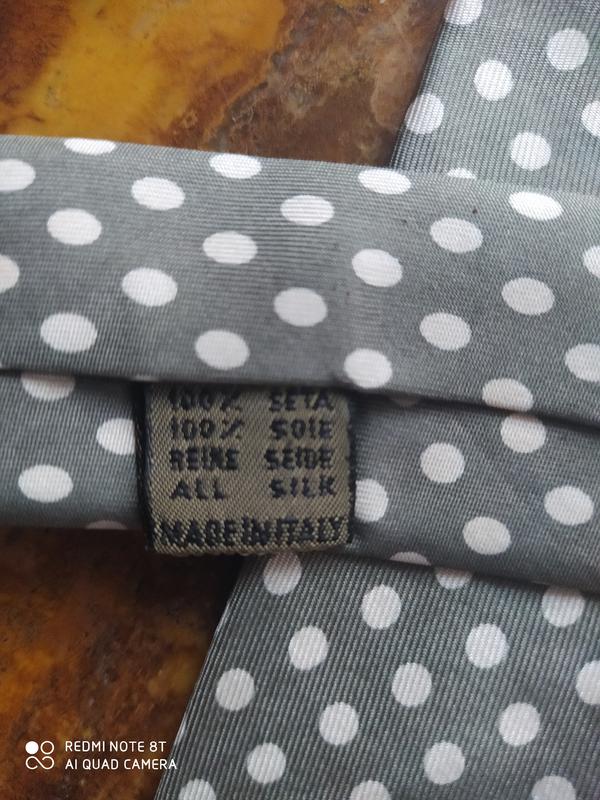 100% SETA
100% SOIE
REINE SEIDE
ALL SILK
MADE IN ITALY
REDMI NOTE 8T
AI QUAD CAMERA